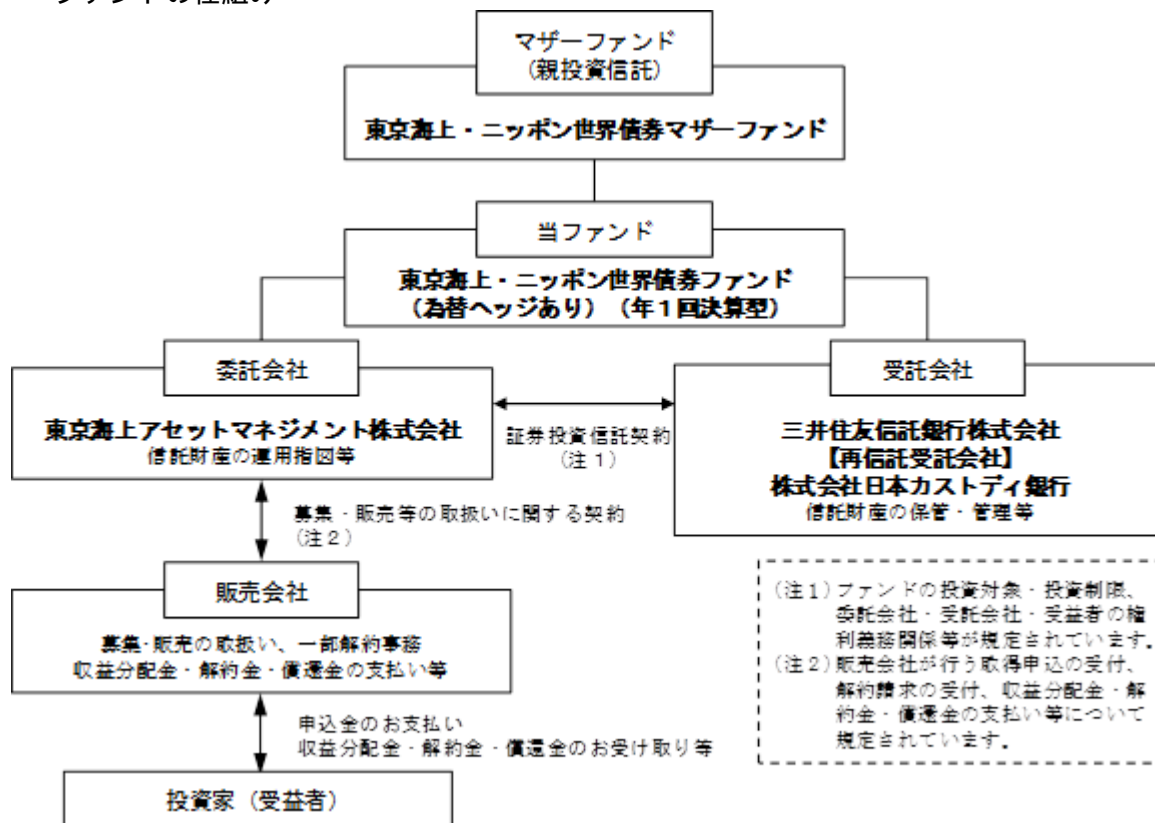 ファンドの仕組み
マザーファンド
(親投資信託)
東京海上・ニッポン世界債券マザーファンド
当ファンド
東京海上・ニッポン世界債券ファンド
(為替ヘッジあり)(年1回決算型)
委託会社
東京海上アセットマネジメント株式会社
信託財産の運用指図等
受託会社
三井住友信託銀行株式会社
【再信託受託会社】
株式会社日本カストディ銀行
信託財産の保管・管理等
証券投資信託契約
(注1)
募集・販売等の取扱いに関する契約
(注2)
販売会社
募集・販売の取扱い、一部解約事務
収益分配金・解約金・償還金の支払い等
(注1)ファンドの投資対象・投資制限、
委託会社・受託会社・受益者の権
利義務関係等が規定されています。
(注2)販売会社が行う取得申込の受付、
解約請求の受付、収益分配金・解
約金・償還金の支払い等について
規定されています。
申込金のお支払い
収益分配金・解約金・償還金のお受け取り等
投資家(受益者)